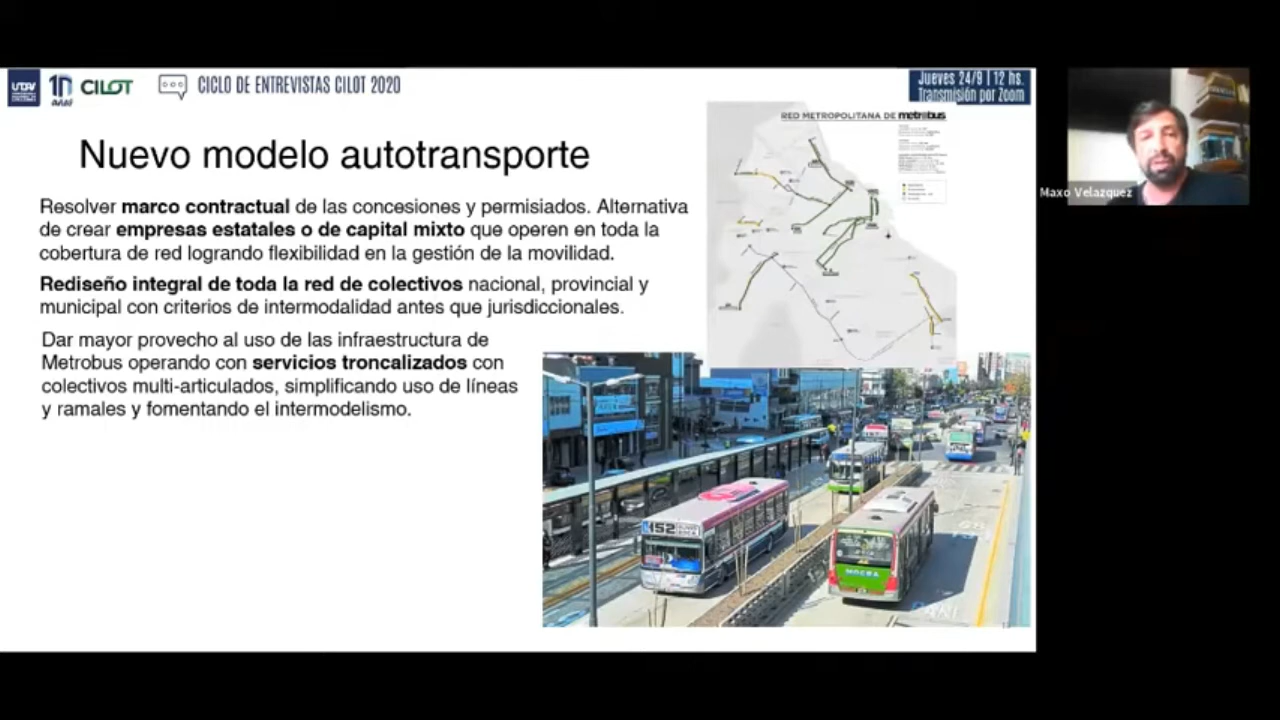 UTDV
10
años
CILOT
CICLO DE ENTREVISTAS CILOT 2020
Jueves 24/9 | 12 hs.
Transmisión por Zoom
RED METROPOLITANA DE metrobus
Nuevo modelo autotransporte
Resolver marco contractual de las concesiones y permisiados. Alternativa
de crear empresas estatales o de capital mixto que operen en toda la
cobertura de red logrando flexibilidad en la gestión de la movilidad.
Rediseño integral de toda la red de colectivos nacional, provincial y
municipal con criterios de intermodalidad antes que jurisdiccionales.
Dar mayor provecho al uso de las infraestructura de
Metrobus operando con servicios troncalizados con
colectivos multi-articulados, simplificando uso de líneas
y ramales y fomentando el intermodelismo.
152
Maxo Velazquez